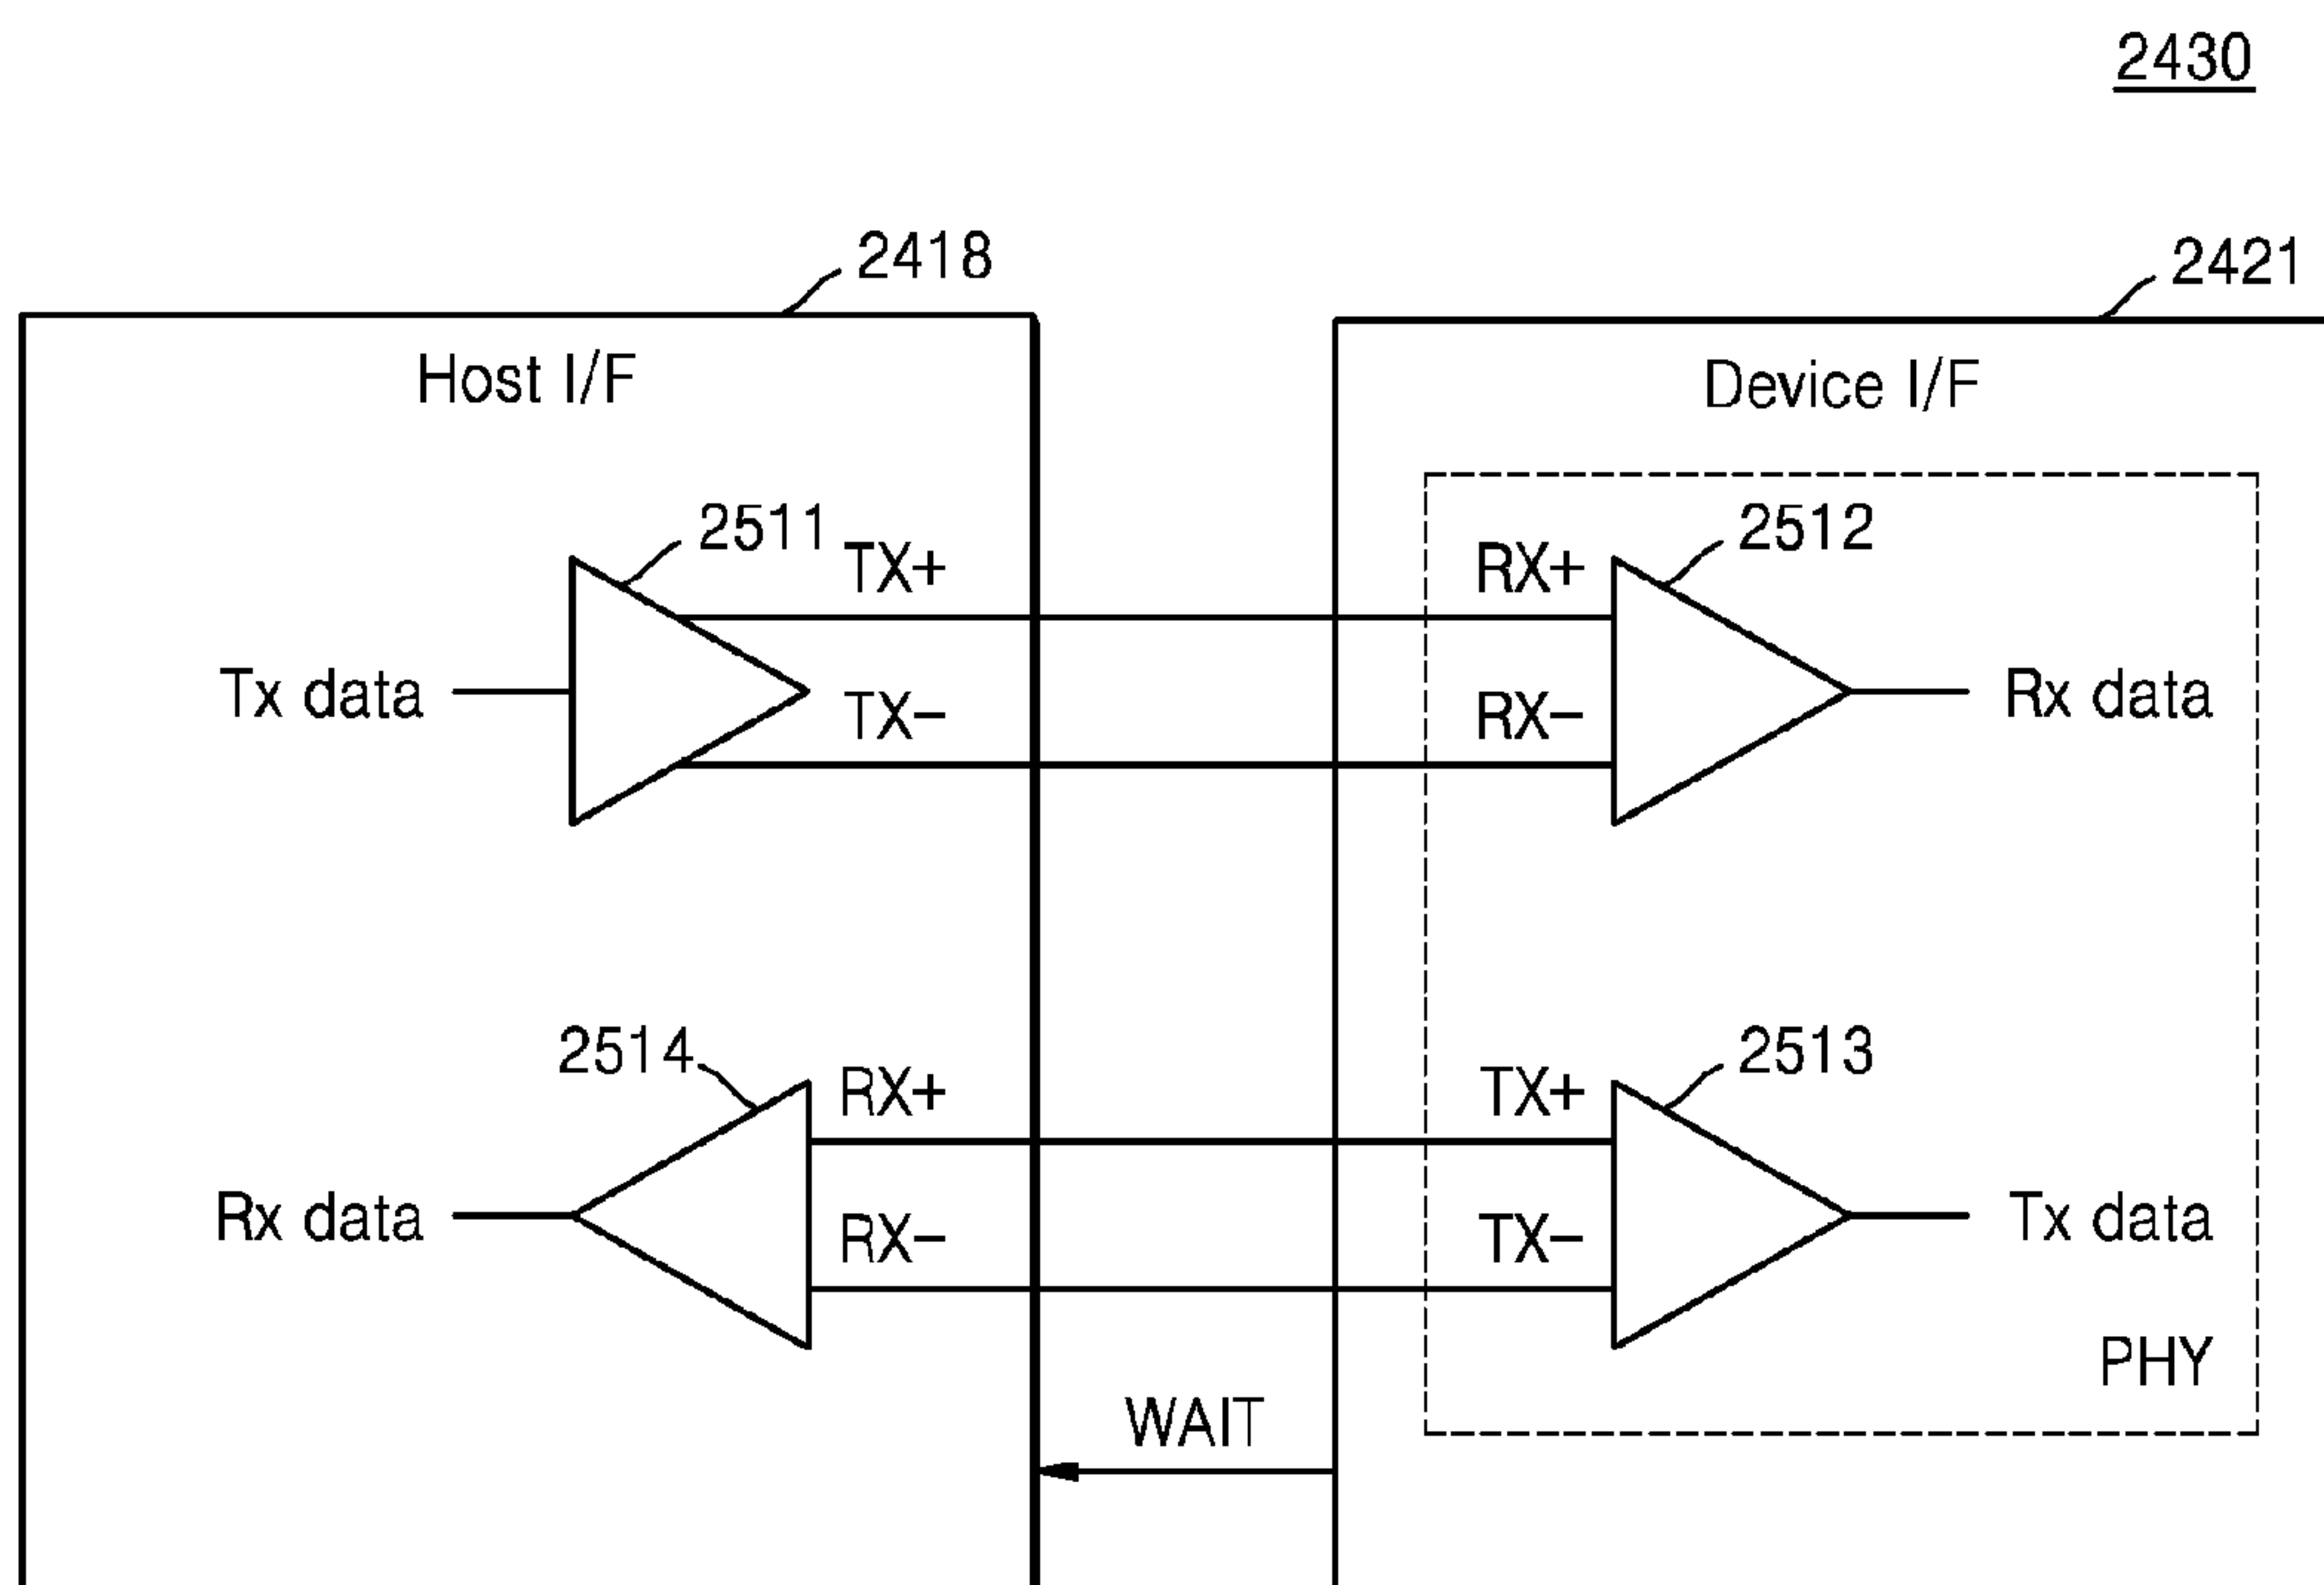 2430
2418
2421
Host I/F
Device I/F
2511
TX+
RX+
2512
Tx data
TX−
RX−
Rx data
2514
RX+
TX+
2513
Rx data
RX−
TX−
Tx data
PHY
WAIT